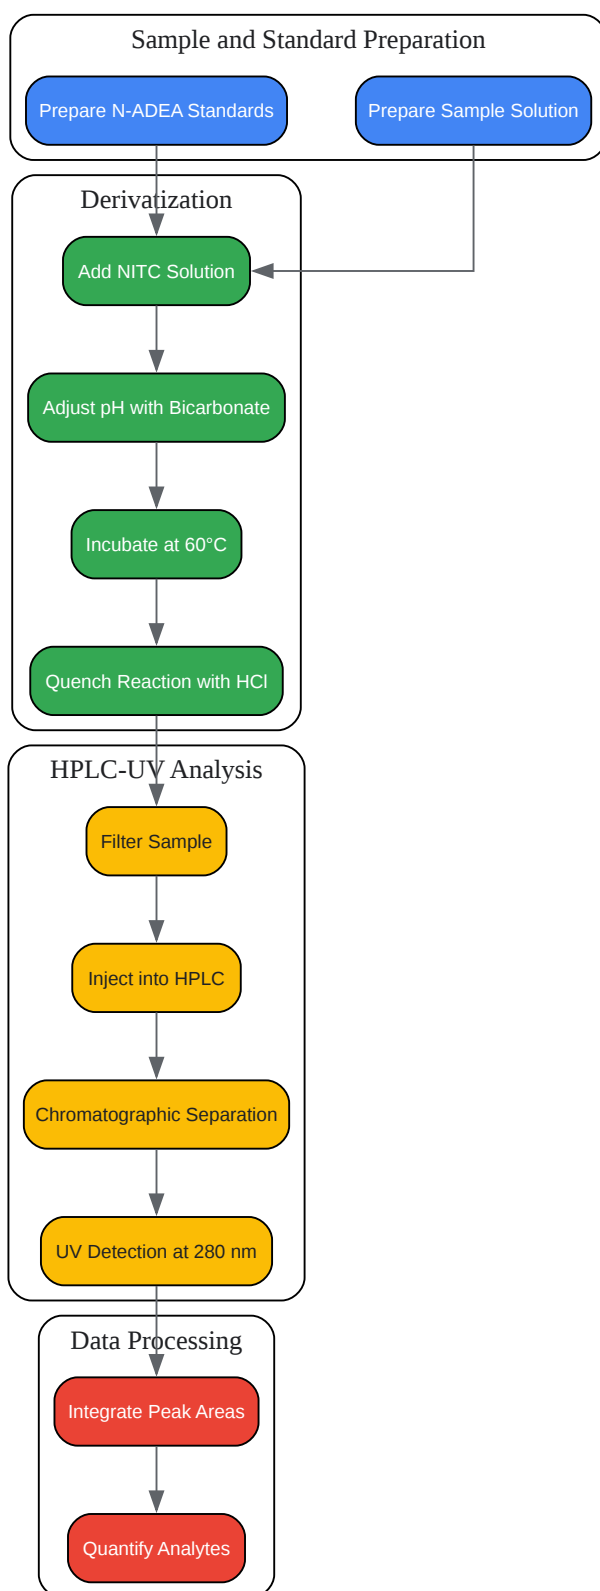 Sample and Standard Preparation
Prepare N-ADEA Standards
Prepare Sample Solution
Derivatization
Add NITC Solution
Adjust pH with Bicarbonate
Incubate at 60°C
Quench Reaction with HCl
HPLC-UV Analysis
Filter Sample
Inject into HPLC
Chromatographic Separation
UV Detection at 280 nm
Data Processing
Integrate Peak Areas
Quantify Analytes